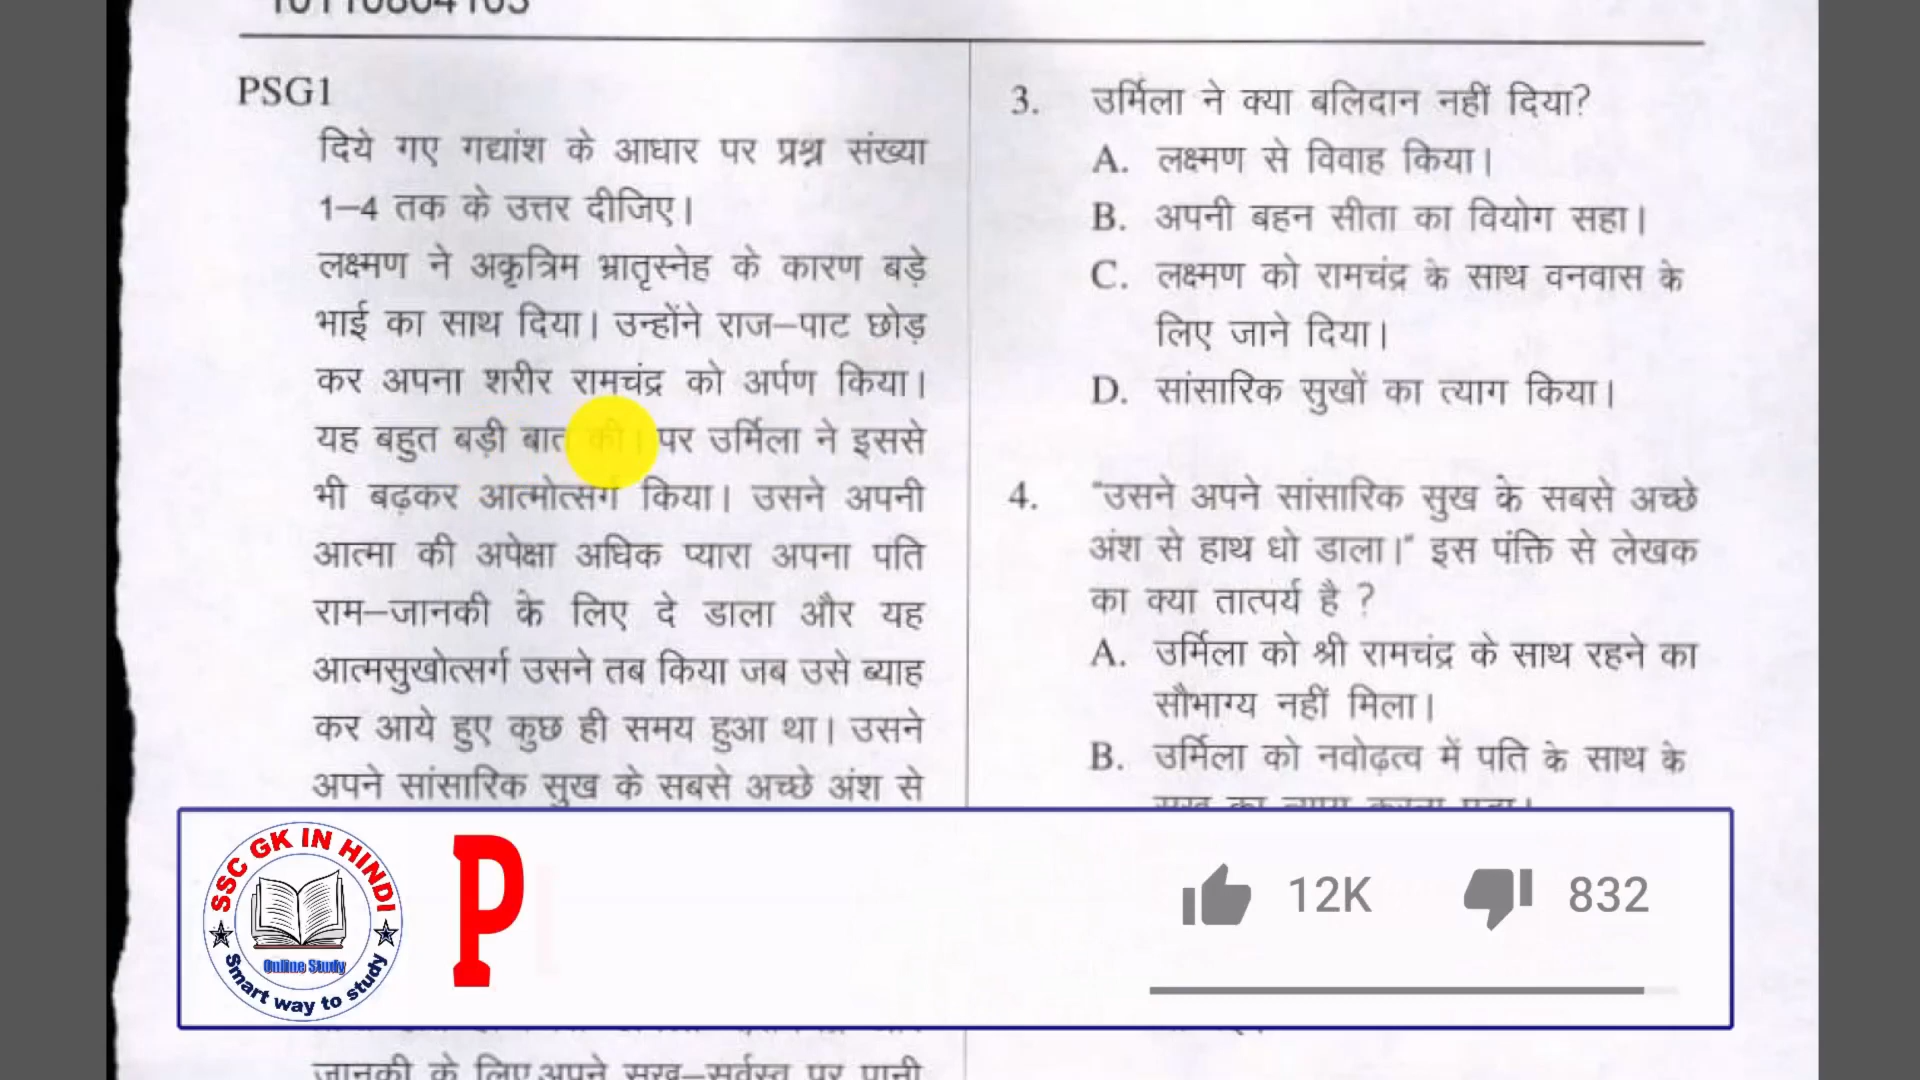 PSG1
दिये गए गद्यांश के आधार पर प्रश्न संख्या
1–4 तक के उत्तर दीजिए।
लक्ष्मण ने अकृत्रिम भ्रातृस्नेह के कारण बड़े
भाई का साथ दिया। उन्होंने राज–पाट छोड़
कर अपना शरीर रामचंद्र को अर्पण किया।
यह बहुत बड़ी बात की। पर उर्मिला ने इससे
भी बढ़कर आत्मोत्सर्ग किया। उसने अपनी
आत्मा की अपेक्षा अधिक प्यारा अपना पति
राम–जानकी के लिए दे डाला और यह
आत्मसुखोत्सर्ग उसने तब किया जब उसे ब्याह
कर आये हुए कुछ ही समय हुआ था। उसने
अपने सांसारिक सुख के सबसे अच्छे अंश से
जानकी के लिए अपने सुख–सर्वस्व पर पानी
3. उर्मिला ने क्या बलिदान नहीं दिया?
A. लक्ष्मण से विवाह किया।
B. अपनी बहन सीता का वियोग सहा।
C. लक्ष्मण को रामचंद्र के साथ वनवास के
लिए जाने दिया।
D. सांसारिक सुखों का त्याग किया।
4. "उसने अपने सांसारिक सुख के सबसे अच्छे
अंश से हाथ धो डाला।" इस पंक्ति से लेखक
का क्या तात्पर्य है ?
A. उर्मिला को श्री रामचंद्र के साथ रहने का
सौभाग्य नहीं मिला।
B. उर्मिला को नवोढ़त्व में पति के साथ के
SSC GK IN HINDI
Online Study
Smart way to study
P
12K
832